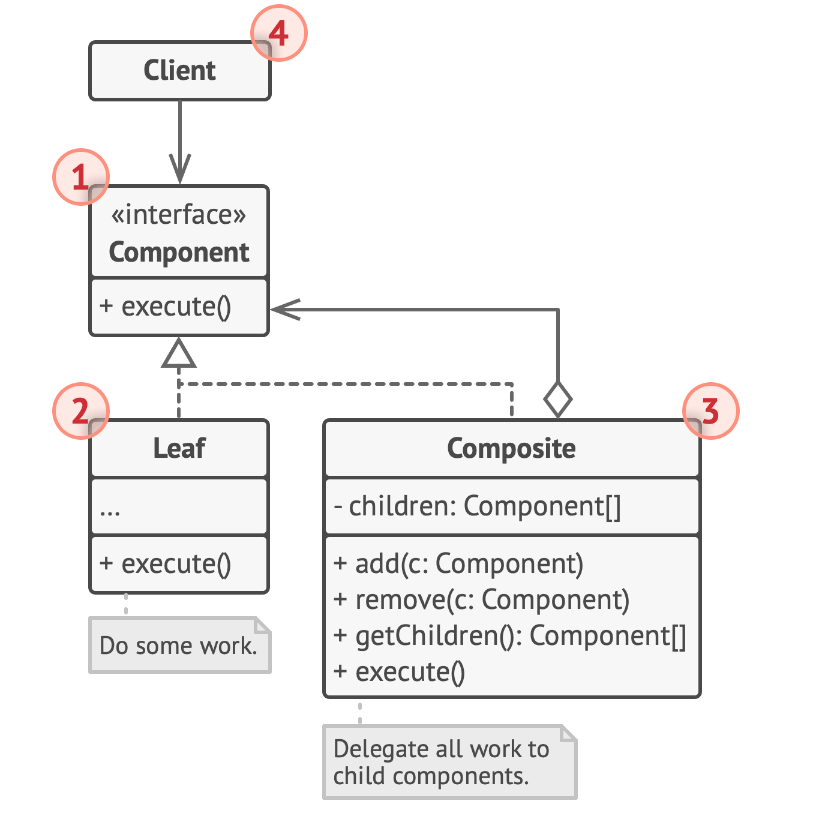 4
Client
1
«interface»
Component
+ execute()
2
Leaf
...
+ execute()
Do some work.
3
Composite
- children: Component[]
+ add(c: Component)
+ remove(c: Component)
+ getChildren(): Component[]
+ execute()
Delegate all work to
child components.